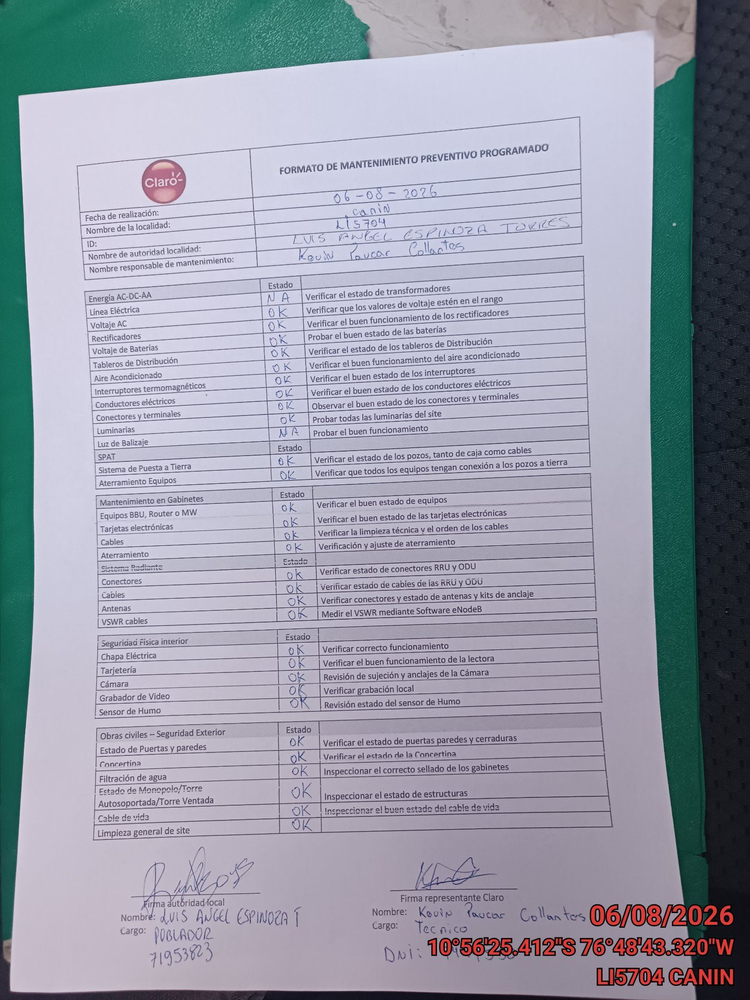 Claro
FORMATO DE MANTENIMIENTO PREVENTIVO PROGRAMADO
Fecha de realización: 06-08-2026
Nombre de la localidad: Canin
ID: LI5704
Nombre de autoridad localidad: LUIS ANGEL ESPINOZA TORRES
Nombre responsable de mantenimiento: Kevin Paucar Collantes
Energía AC-DC-AA Estado
Línea Eléctrica NA Verificar el estado de transformadores
Voltaje AC OK Verificar que los valores de voltaje estén en el rango
Rectificadores OK Verificar el buen funcionamiento de los rectificadores
Voltaje de Baterías OK Probar el buen estado de las baterías
Tableros de Distribución OK Verificar el estado de los tableros de Distribución
Aire Acondicionado OK Verificar el buen funcionamiento del aire acondicionado
Interruptores termomagnéticos OK Verificar el buen estado de los interruptores
Conductores eléctricos OK Verificar el buen estado de los conductores eléctricos
Conectores y terminales OK Observar el buen estado de los conectores y terminales
Luminarias OK Probar todas las luminarias del site
Luz de Balizaje NA Probar el buen funcionamiento
SPAT Estado
Sistema de Puesta a Tierra OK Verificar el estado de los pozos, tanto de caja como cables
Aterramiento Equipos OK Verificar que todos los equipos tengan conexión a los pozos a tierra
Mantenimiento en Gabinetes Estado
Equipos BBU, Router o MW OK Verificar el buen estado de equipos
Tarjetas electrónicas OK Verificar el buen estado de las tarjetas electrónicas
Cables OK Verificar la limpieza técnica y el orden de los cables
Aterramiento OK Verificación y ajuste de aterramiento
Sistema Radiante Estado
Conectores OK Verificar estado de conectores RRU y ODU
Cables OK Verificar estado de cables de las RRU y ODU
Antenas OK Verificar conectores y estado de antenas y kits de anclaje
VSWR cables OK Medir el VSWR mediante Software eNodeB
Seguridad Física interior Estado
Chapa Eléctrica OK Verificar correcto funcionamiento
Tarjetería OK Verificar el buen funcionamiento de la lectora
Cámara OK Revisión de sujeción y anclajes de la Cámara
Grabador de Video OK Verificar grabación local
Sensor de Humo OK Revisión estado del sensor de Humo
Obras civiles – Seguridad Exterior Estado
Estado de Puertas y paredes OK Verificar el estado de puertas paredes y cerraduras
Concertina OK Verificar el estado de la Concertina
Filtración de agua OK Inspeccionar el correcto sellado de los gabinetes
Estado de Monopolo/Torre
Autosoportada/Torre Ventada OK Inspeccionar el estado de estructuras
Cable de vida OK Inspeccionar el buen estado del cable de vida
Limpieza general de site OK
Firma autoridad local
Nombre: LUIS ANGEL ESPINOZA T
Cargo: POBLADOR
71953823
Firma representante Claro
Nombre: Kevin Paucar Collantes
Cargo: Tecnico
Dni:
06/08/2026
10°56'25.412"S 76°48'43.320"W
LI5704 CANIN